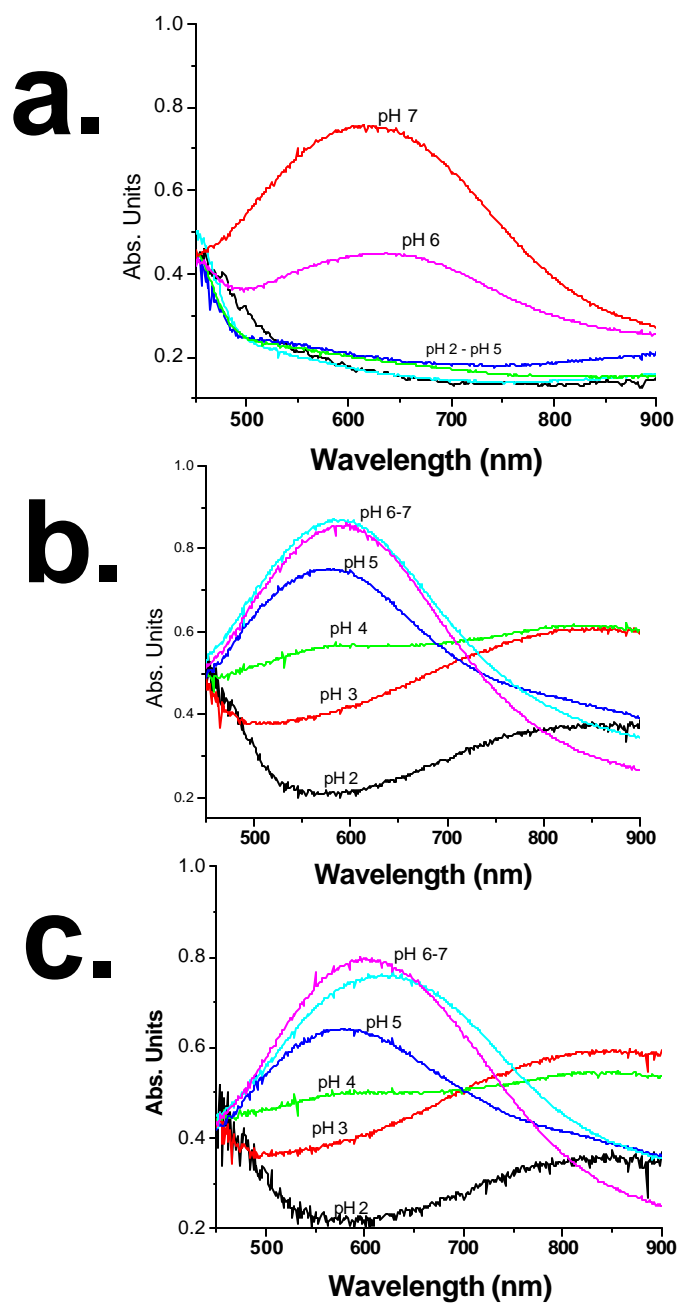 a.
1.0
0.8
0.6
0.4
0.2
Abs. Units
pH 7
pH 6
pH 2 - pH 5
500 600 700 800 900
Wavelength (nm)
b.
1.0
0.8
0.6
0.4
0.2
Abs. Units
pH 6-7
pH 5
pH 4
pH 3
pH 2
500 600 700 800 900
Wavelength (nm)
c.
1.0
0.8
0.6
0.4
0.2
Abs. Units
pH 6-7
pH 5
pH 4
pH 3
pH 2
500 600 700 800 900
Wavelength (nm)